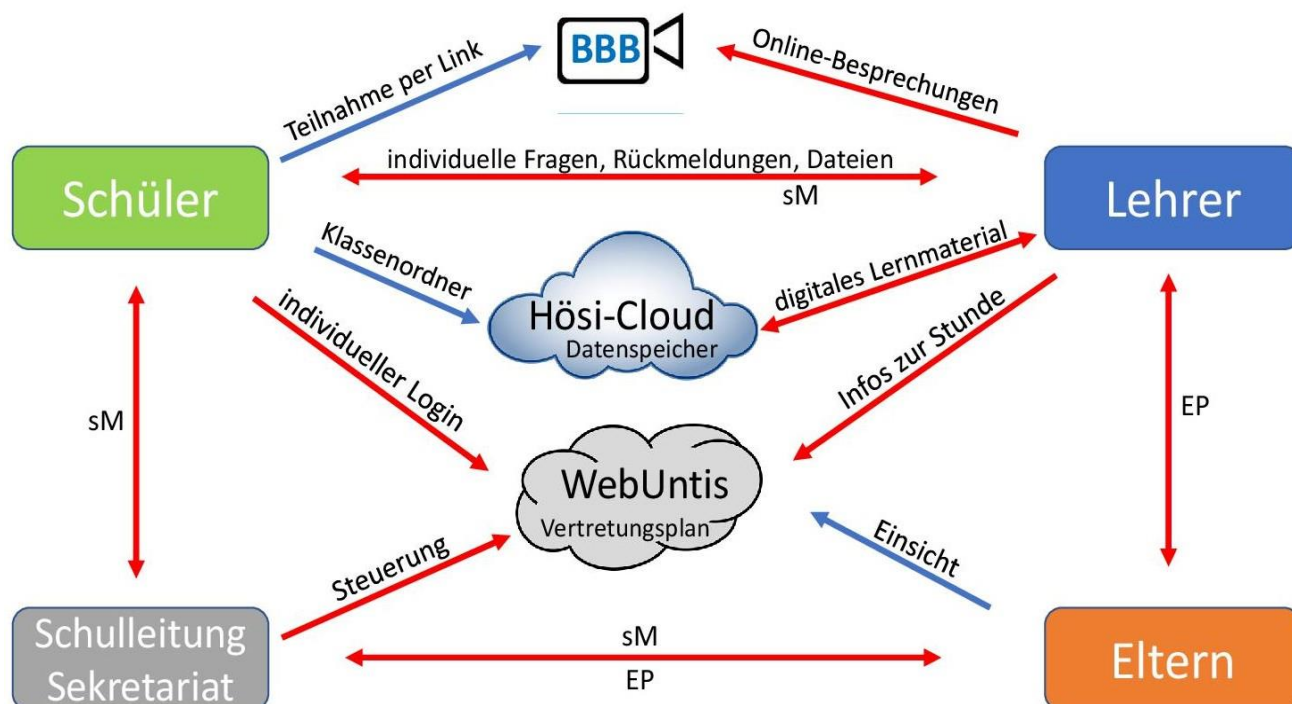 BBB
Teilnahme per Link
Online-Besprechungen
individuelle Fragen, Rückmeldungen, Dateien
sM
Schüler
Lehrer
Klassenordner
digitales Lernmaterial
Hösi-Cloud
Datenspeicher
individueller Login
Infos zur Stunde
sM
EP
WebUntis
Vertretungsplan
Steuerung
Einsicht
Schulleitung
Sekretariat
sM
EP
Eltern